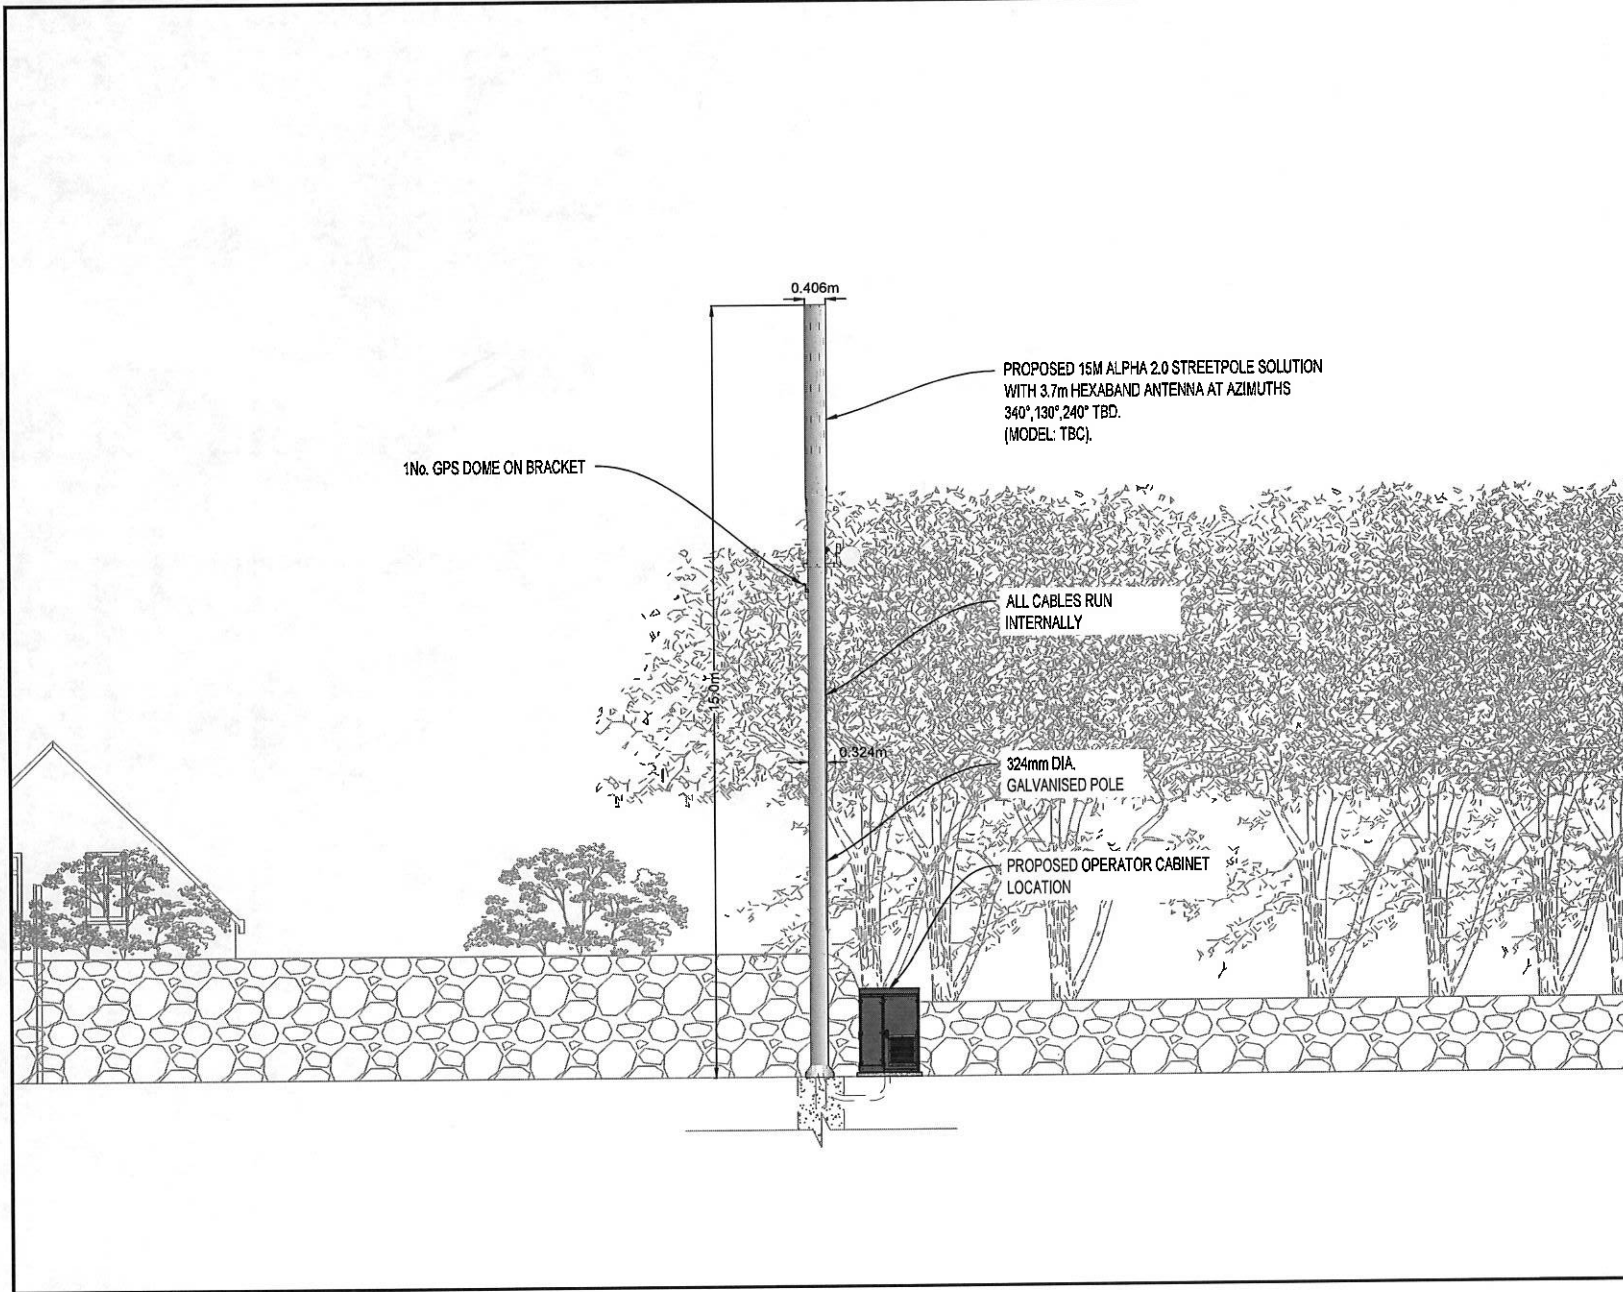 0.406m
PROPOSED 15M ALPHA 2.0 STREETPOLE SOLUTION
WITH 3.7m HEXABAND ANTENNA AT AZIMUTHS
340°,130°,240° TBD.
(MODEL: TBC).
1No. GPS DOME ON BRACKET
ALL CABLES RUN
INTERNALLY
15.0m
0.324m
324mm DIA.
GALVANISED POLE
PROPOSED OPERATOR CABINET
LOCATION